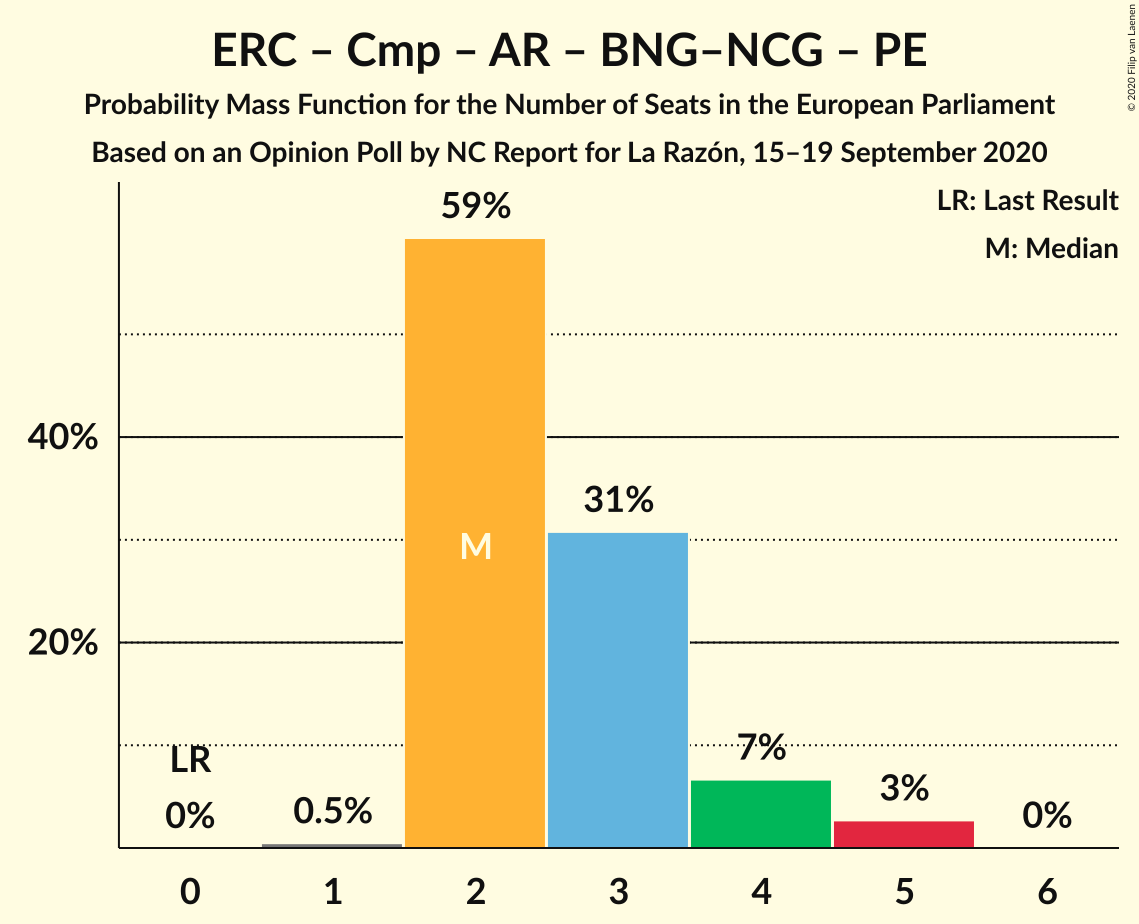 ERC – Cmp – AR – BNG–NCG – PE
Probability Mass Function for the Number of Seats in the European Parliament
Based on an Opinion Poll by NC Report for La Razón, 15–19 September 2020
© 2020 Filip van Laenen
LR: Last Result
M: Median
59%
40%
31%
M
20%
LR
7%
3%
0%
0.5%
0%
0 1 2 3 4 5 6